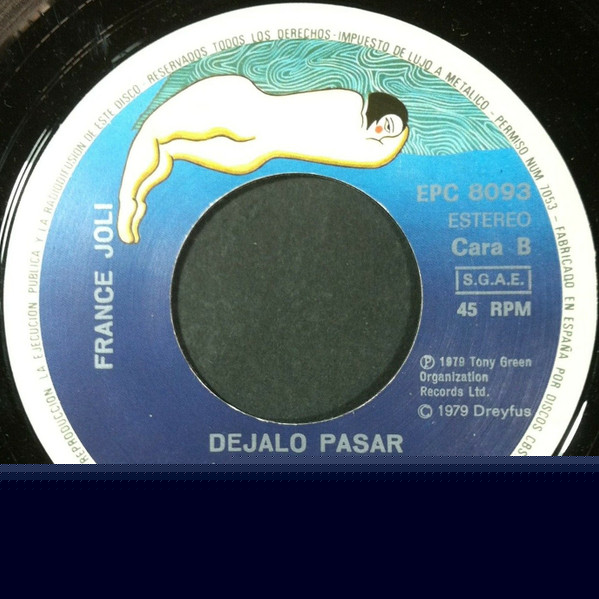 REPRODUCCION, LA EJECUCION PUBLICA Y LA RADIODIFUSION DE ESTE DISCO · RESERVADOS TODOS LOS DERECHOS · IMPUESTO DE LUJO A METALICO · PERMISO NUM 7053 · FABRICADO EN ESPAÑA POR DISCOS CBS
FRANCE JOLI
EPC 8093
ESTEREO
Cara B
S.G.A.E.
45 RPM
Ⓟ 1979 Tony Green
Organization
Records Ltd.
© 1979 Dreyfus
DEJALO PASAR